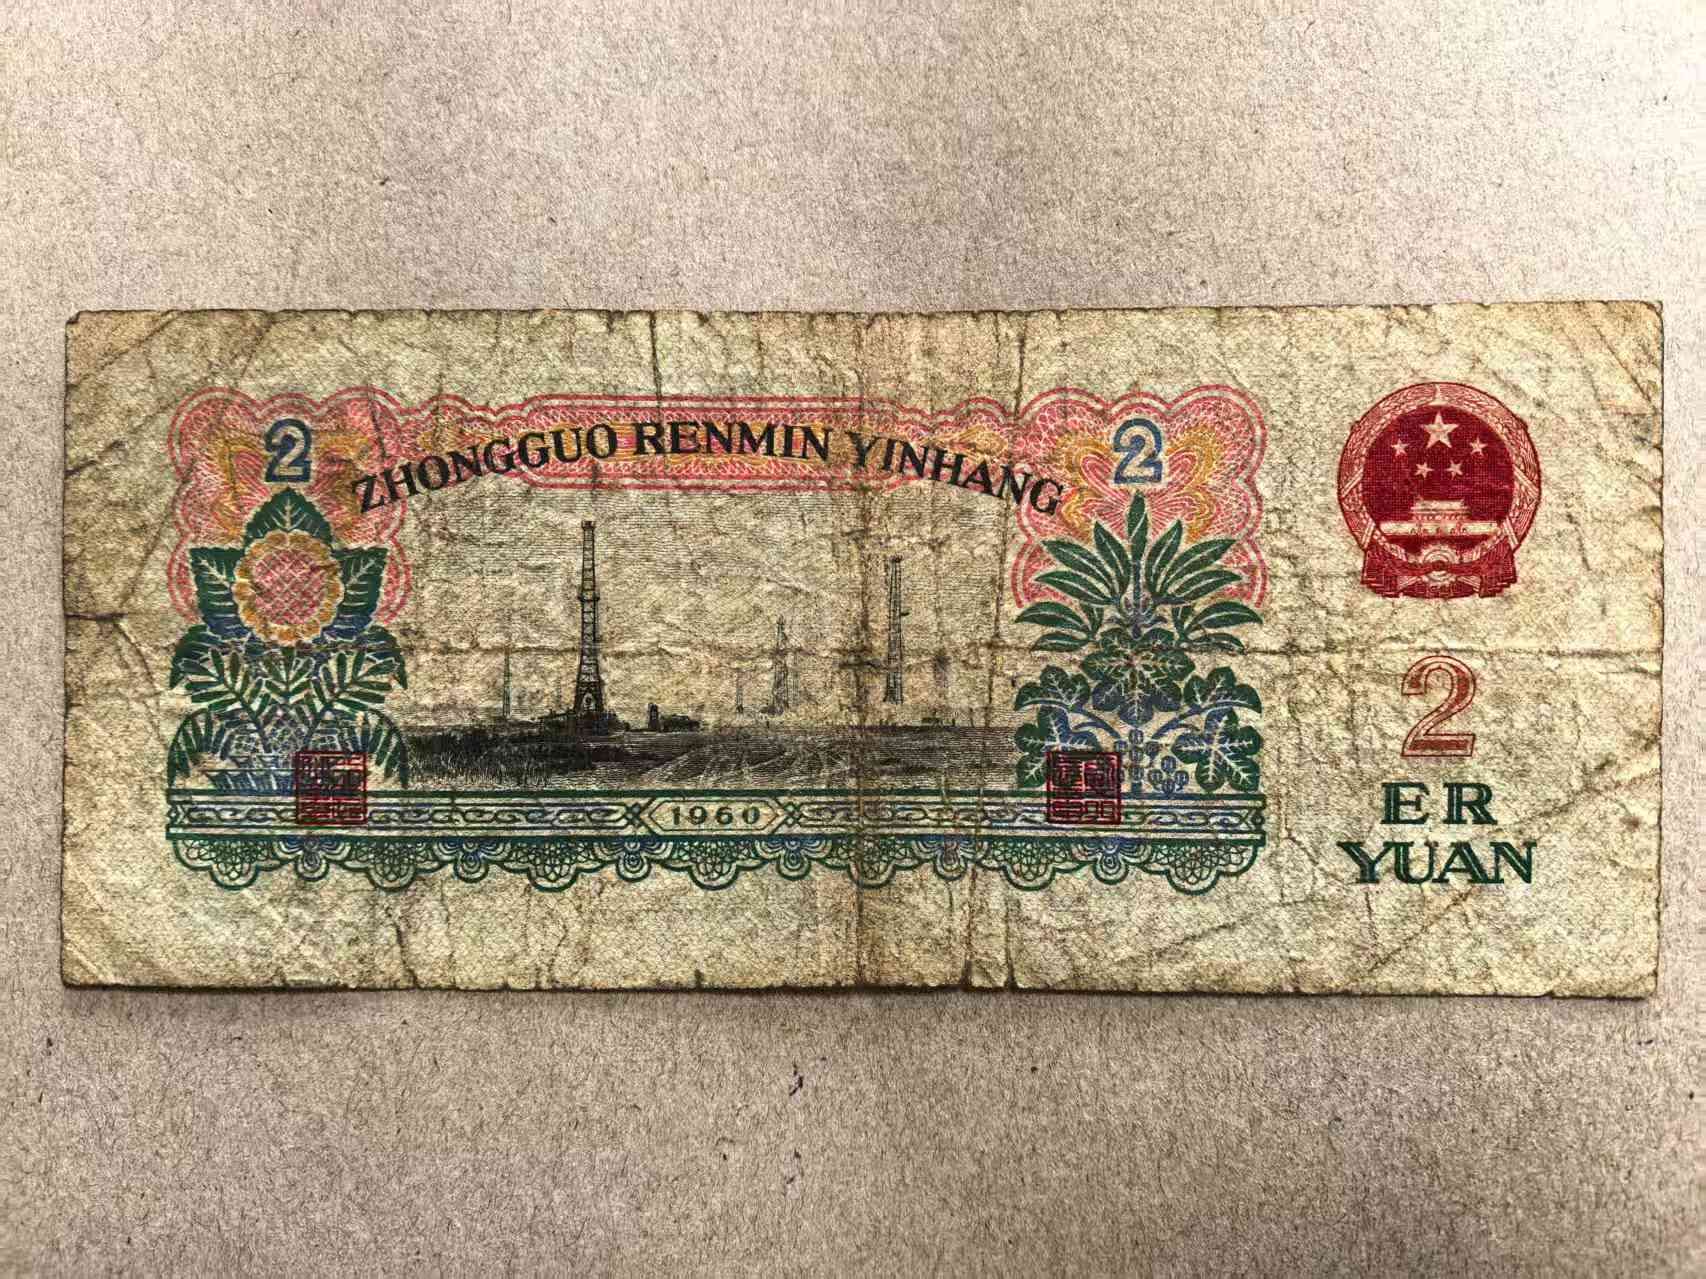 ZHONGGUO RENMIN YINHANG
2
2
2
ER
YUAN
1960